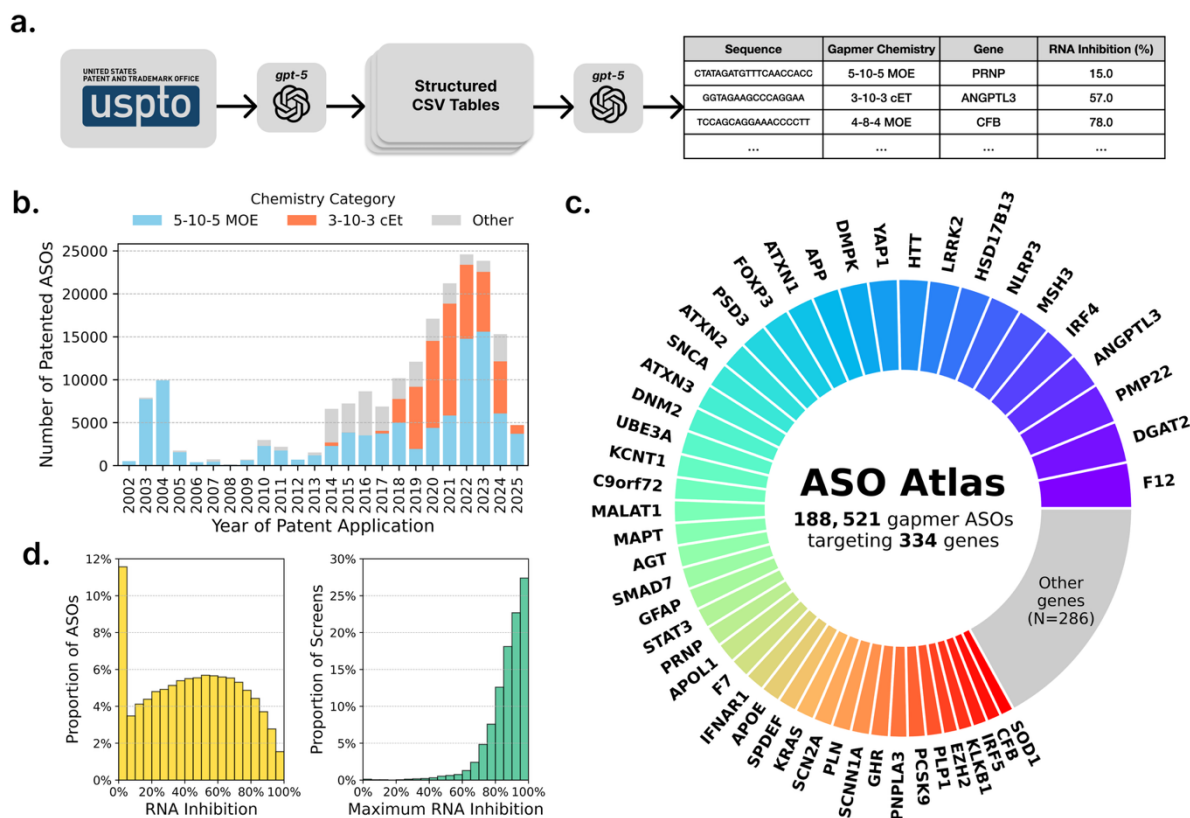 a.
UNITED STATES
PATENT AND TRADEMARK OFFICE
uspto
gpt-5
Structured
CSV Tables
gpt-5
Sequence Gapmer Chemistry Gene RNA Inhibition (%)
CTATAGATGTTTCAACCACC 5-10-5 MOE PRNP 15.0
GGTAGAAGCCCAGGAA 3-10-3 cET ANGPTL3 57.0
TCCAGCAGGAAACCCCTT 4-8-4 MOE CFB 78.0
... ... ... ...
b.
Chemistry Category
5-10-5 MOE 3-10-3 cEt Other
Number of Patented ASOs
25000
20000
15000
10000
5000
0
2002 2003 2004 2005 2006 2007 2008 2009 2010 2011 2012 2013 2014 2015 2016 2017 2018 2019 2020 2021 2022 2023 2024 2025
Year of Patent Application
c.
F12
DGAT2
PMP22
ANGPTL3
IRF4
MSH3
NLRP3
HSD17B13
LRRK2
HTT
YAP1
DMPK
APP
ATXN1
FOXP3
PSD3
ATXN2
SNCA
ATXN3
DNM2
UBE3A
KCNT1
C9orf72
MALAT1
MAPT
AGT
SMAD7
GFAP
STAT3
PRNP
APOL1
F7
IFNAR1
APOE
SPDEF
KRAS
SCN2A
PLN
SCNN1A
GHR
PNPLA3
PCSK9
PLP1
EZH2
KLKB1
IRF5
CFB
SOD1
Other
genes
(N=286)
ASO Atlas
188,521 gapmer ASOs
targeting 334 genes
d.
Proportion of ASOs
12%
10%
8%
6%
4%
2%
0%
0% 20% 40% 60% 80% 100%
RNA Inhibition
Proportion of Screens
30%
25%
20%
15%
10%
5%
0%
0% 20% 40% 60% 80% 100%
Maximum RNA Inhibition